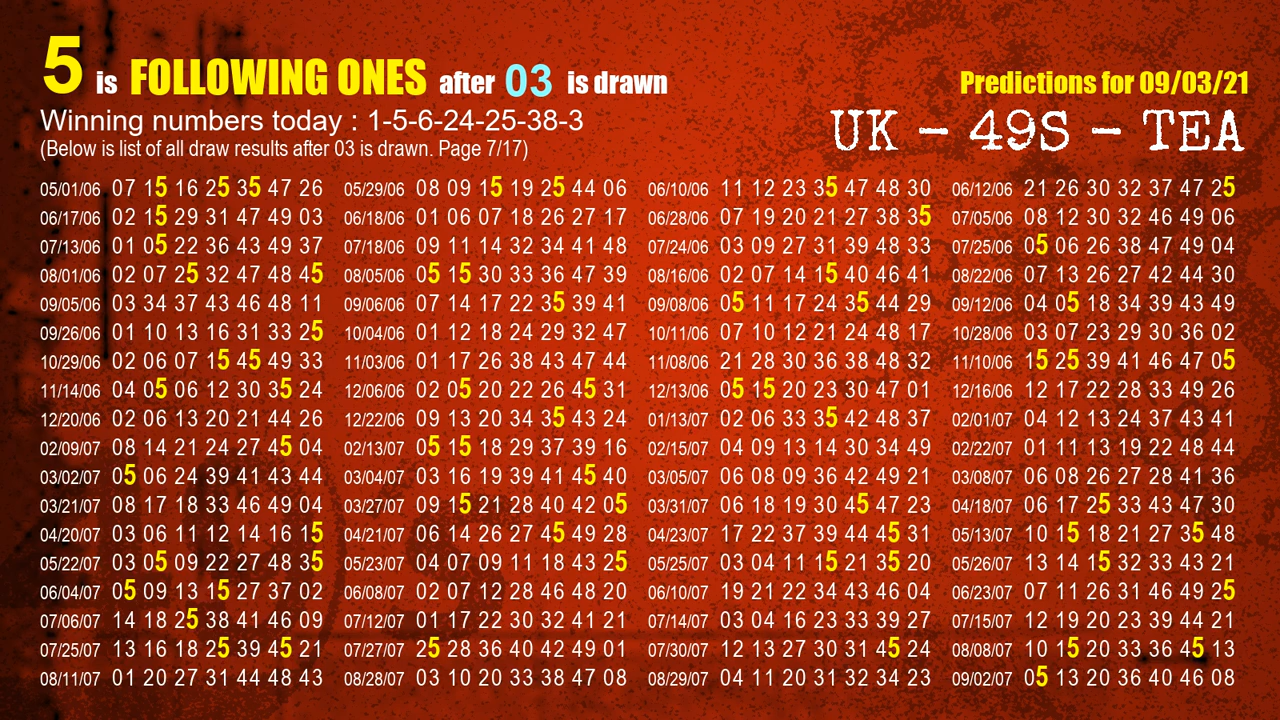 5 is FOLLOWING ONES after 03 is drawn
Predictions for 09/03/21
Winning numbers today : 1-5-6-24-25-38-3
UK - 49S - TEA
(Below is list of all draw results after 03 is drawn. Page 7/17)
05/01/06 07 15 16 25 35 47 26 05/29/06 08 09 15 19 25 44 06 06/10/06 11 12 23 35 47 48 30 06/12/06 21 26 30 32 37 47 25
06/17/06 02 15 29 31 47 49 03 06/18/06 01 06 07 18 26 27 17 06/28/06 07 19 20 21 27 38 35 07/05/06 08 12 30 32 46 49 06
07/13/06 01 05 22 36 43 49 37 07/18/06 09 11 14 32 34 41 48 07/24/06 03 09 27 31 39 48 33 07/25/06 05 06 26 38 47 49 04
08/01/06 02 07 25 32 47 48 45 08/05/06 05 15 30 33 36 47 39 08/16/06 02 07 14 15 40 46 41 08/22/06 07 13 26 27 42 44 30
09/05/06 03 34 37 43 46 48 11 09/06/06 07 14 17 22 35 39 41 09/08/06 05 11 17 24 35 44 29 09/12/06 04 05 18 34 39 43 49
09/26/06 01 10 13 16 31 33 25 10/04/06 01 12 18 24 29 32 47 10/11/06 07 10 12 21 24 48 17 10/28/06 03 07 23 29 30 36 02
10/29/06 02 06 07 15 45 49 33 11/03/06 01 17 26 38 43 47 44 11/08/06 21 28 30 36 38 48 32 11/10/06 15 25 39 41 46 47 05
11/14/06 04 05 06 12 30 35 24 12/06/06 02 05 20 22 26 45 31 12/13/06 05 15 20 23 30 47 01 12/16/06 12 17 22 28 33 49 26
12/20/06 02 06 13 20 21 44 26 12/22/06 09 13 20 34 35 43 24 01/13/07 02 06 33 35 42 48 37 02/01/07 04 12 13 24 37 43 41
02/09/07 08 14 21 24 27 45 04 02/13/07 05 15 18 29 37 39 16 02/15/07 04 09 13 14 30 34 49 02/22/07 01 11 13 19 22 48 44
03/02/07 05 06 24 39 41 43 44 03/04/07 03 16 19 39 41 45 40 03/05/07 06 08 09 36 42 49 21 03/08/07 06 08 26 27 28 41 36
03/21/07 08 17 18 33 46 49 04 03/27/07 09 15 21 28 40 42 05 03/31/07 06 18 19 30 45 47 23 04/18/07 06 17 25 33 43 47 30
04/20/07 03 06 11 12 14 16 15 04/21/07 06 14 26 27 45 49 28 04/23/07 17 22 37 39 44 45 31 05/13/07 10 15 18 21 27 35 48
05/22/07 03 05 09 22 27 48 35 05/23/07 04 07 09 11 18 43 25 05/25/07 03 04 11 15 21 35 20 05/26/07 13 14 15 32 33 43 21
06/04/07 05 09 13 15 27 37 02 06/08/07 02 07 12 28 46 48 20 06/10/07 19 21 22 34 43 46 04 06/23/07 07 11 26 31 46 49 25
07/06/07 14 18 25 38 41 46 09 07/12/07 01 17 22 30 32 41 21 07/14/07 03 04 16 23 33 39 27 07/15/07 12 19 20 23 39 44 21
07/25/07 13 16 18 25 39 45 21 07/27/07 25 28 36 40 42 49 01 07/30/07 12 13 27 30 31 45 24 08/08/07 10 15 20 33 36 45 13
08/11/07 01 20 27 31 44 48 43 08/28/07 03 10 20 33 38 47 07 08/29/07 04 11 20 31 32 34 23 09/02/07 05 13 20 36 40 46 08